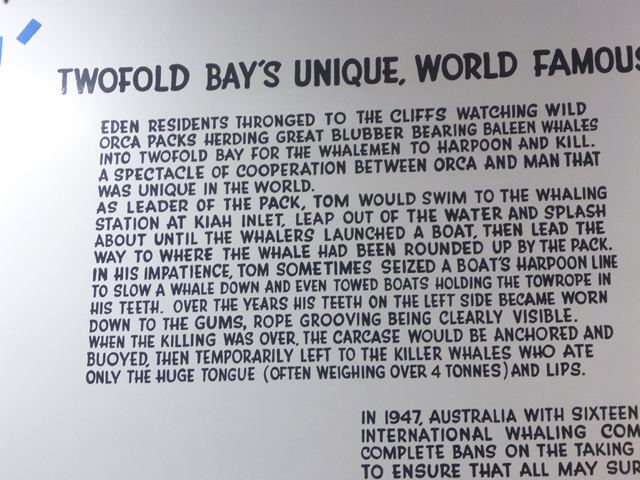 TWOFOLD BAY'S UNIQUE, WORLD FAMOUS
EDEN RESIDENTS THRONGED TO THE CLIFFS WATCHING WILD
ORCA PACKS HERDING GREAT BLUBBER BEARING BALEEN WHALES
INTO TWOFOLD BAY FOR THE WHALEMEN TO HARPOON AND KILL.
A SPECTACLE OF COOPERATION BETWEEN ORCA AND MAN THAT
WAS UNIQUE IN THE WORLD.
AS LEADER OF THE PACK, TOM WOULD SWIM TO THE WHALING
STATION AT KIAH INLET, LEAP OUT OF THE WATER AND SPLASH
ABOUT UNTIL THE WHALERS LAUNCHED A BOAT, THEN LEAD THE
WAY TO WHERE THE WHALE HAD BEEN ROUNDED UP BY THE PACK.
IN HIS IMPATIENCE, TOM SOMETIMES SEIZED A BOAT'S HARPOON LINE
TO SLOW A WHALE DOWN AND EVEN TOWED BOATS HOLDING THE TOWROPE IN
HIS TEETH. OVER THE YEARS HIS TEETH ON THE LEFT SIDE BECAME WORN
DOWN TO THE GUMS, ROPE GROOVING BEING CLEARLY VISIBLE.
WHEN THE KILLING WAS OVER, THE CARCASE WOULD BE ANCHORED AND
BUOYED, THEN TEMPORARILY LEFT TO THE KILLER WHALES WHO ATE
ONLY THE HUGE TONGUE (OFTEN WEIGHING OVER 4 TONNES) AND LIPS.
IN 1947, AUSTRALIA WITH SIXTEEN
INTERNATIONAL WHALING COM
COMPLETE BANS ON THE TAKING
TO ENSURE THAT ALL MAY SUR